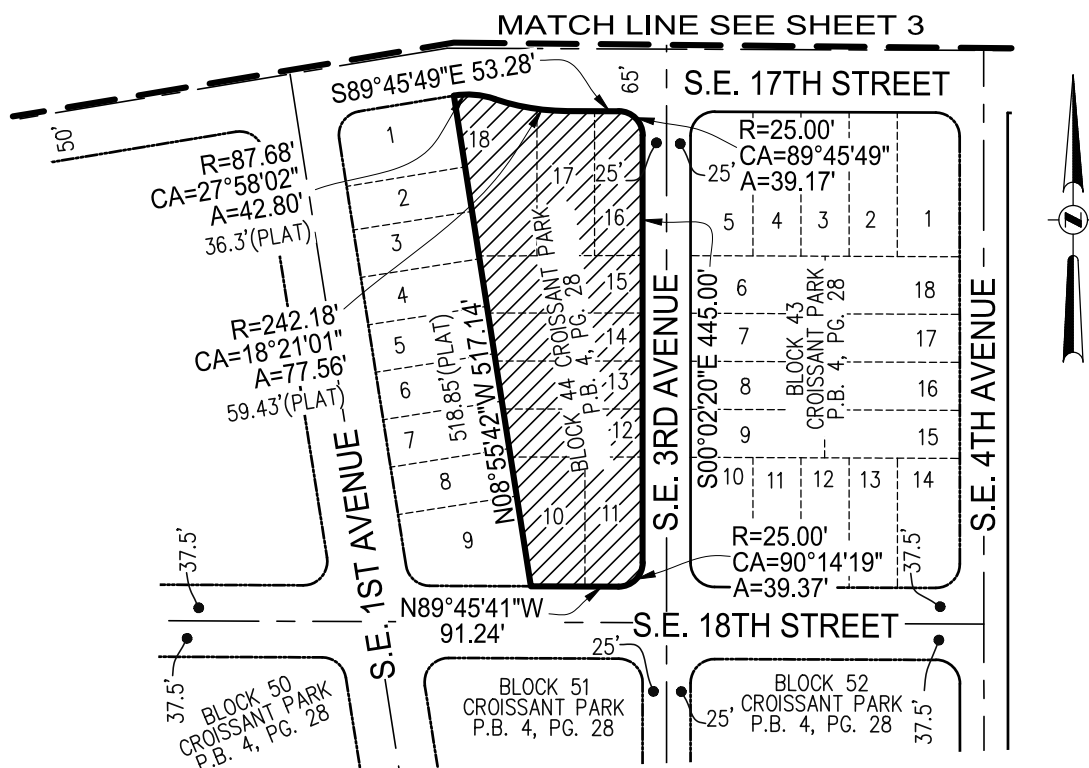 MATCH LINE SEE SHEET 3
S89°45'49"E 53.28'
65'
S.E. 17TH STREET
50'
R=87.68'
CA=27°58'02"
A=42.80'
36.3'(PLAT)
R=25.00'
CA=89°45'49"
A=39.17'
25'
25'
1
2
3
4
5
6
7
8
9
18
17
16
15
14
13
12
11
10
BLOCK 44 CROISSANT PARK
P.B. 4, PG. 28
R=242.18'
CA=18°21'01"
A=77.56'
59.43'(PLAT)
518.85'(PLAT)
N08°55'42"W 517.14'
S.E. 1ST AVENUE
S.E. 3RD AVENUE
S00°02'20"E 445.00'
5
4
3
2
1
6
18
7
17
8
16
9
15
10
11
12
13
14
BLOCK 43
CROISSANT PARK
P.B. 4, PG. 28
S.E. 4TH AVENUE
Z
R=25.00'
CA=90°14'19"
A=39.37'
37.5'
37.5'
N89°45'41"W
91.24'
S.E. 18TH STREET
25'
25'
37.5'
37.5'
BLOCK 50
CROISSANT PARK
P.B. 4, PG. 28
BLOCK 51
CROISSANT PARK
P.B. 4, PG. 28
BLOCK 52
CROISSANT PARK
P.B. 4, PG. 28